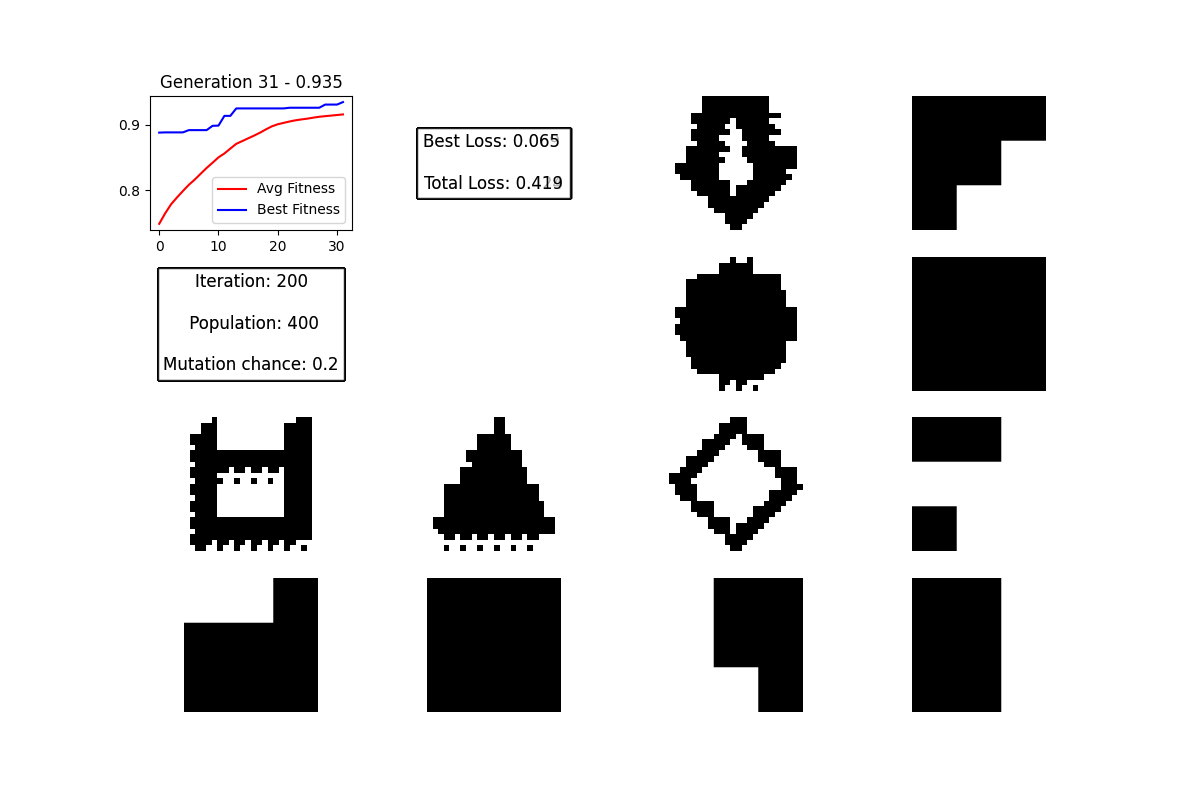 Generation 31 - 0.935
0.9
0.8
Avg Fitness
Best Fitness
0 10 20 30
Best Loss: 0.065
Total Loss: 0.419
Iteration: 200
Population: 400
Mutation chance: 0.2